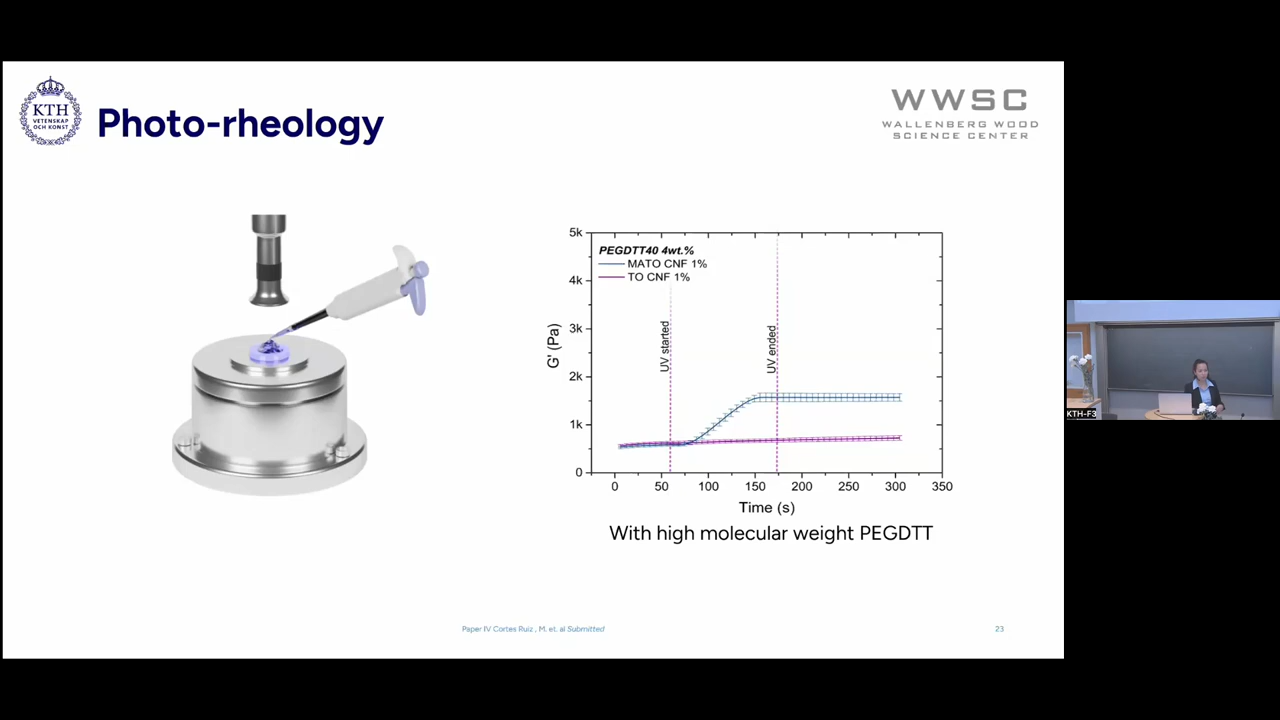 KTH
VETENSKAP
OCH KONST
Photo-rheology
WWSC
WALLENBERG WOOD
SCIENCE CENTER
5k
4k
3k
2k
1k
0
G' (Pa)
PEGDTT40 4wt.%
MATO CNF 1%
TO CNF 1%
UV started
UV ended
0 50 100 150 200 250 300 350
Time (s)
With high molecular weight PEGDTT
Paper IV Cortes Ruiz , M. et. al Submitted
23
KTH-F3